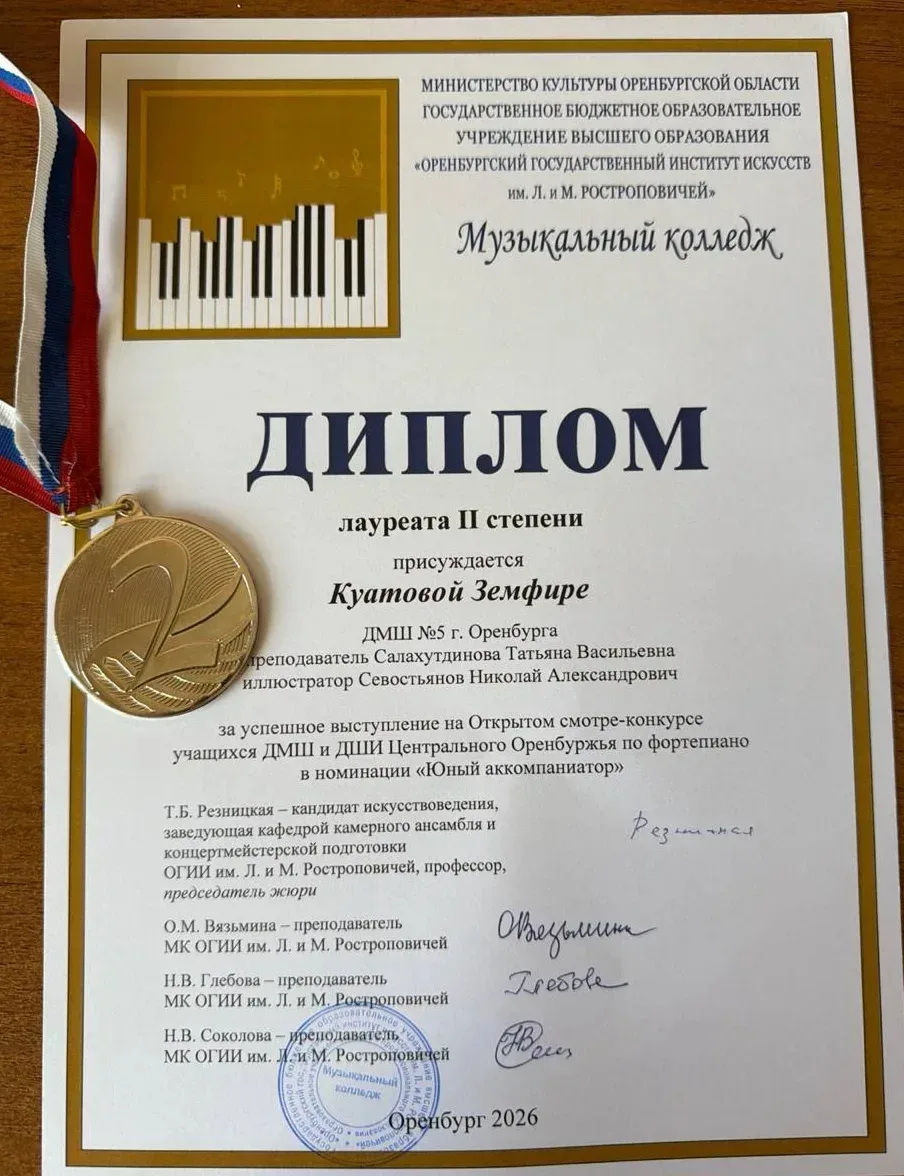 МИНИСТЕРСТВО КУЛЬТУРЫ ОРЕНБУРГСКОЙ ОБЛАСТИ
ГОСУДАРСТВЕННОЕ БЮДЖЕТНОЕ ОБРАЗОВАТЕЛЬНОЕ
УЧРЕЖДЕНИЕ ВЫСШЕГО ОБРАЗОВАНИЯ
«ОРЕНБУРГСКИЙ ГОСУДАРСТВЕННЫЙ ИНСТИТУТ ИСКУССТВ
им. Л. и М. РОСТРОПОВИЧЕЙ»
Музыкальный колледж
ДИПЛОМ
лауреата II степени
присуждается
Куатовой Земфире
2
ДМШ №5 г. Оренбурга
преподаватель Салахутдинова Татьяна Васильевна
иллюстратор Севостьянов Николай Александрович
за успешное выступление на Открытом смотре-конкурсе
учащихся ДМШ и ДШИ Центрального Оренбуржья по фортепиано
в номинации «Юный аккомпаниатор»
Т.Б. Резницкая – кандидат искусствоведения,
заведующая кафедрой камерного ансамбля и
концертмейстерской подготовки
ОГИИ им. Л. и М. Ростроповичей, профессор,
председатель жюри
О.М. Вязьмина – преподаватель
МК ОГИИ им. Л. и М. Ростроповичей
Н.В. Глебова – преподаватель
МК ОГИИ им. Л. и М. Ростроповичей
Н.В. Соколова – преподаватель
МК ОГИИ им. Л. и М. Ростроповичей
Музыкальный
колледж
Оренбург 2026